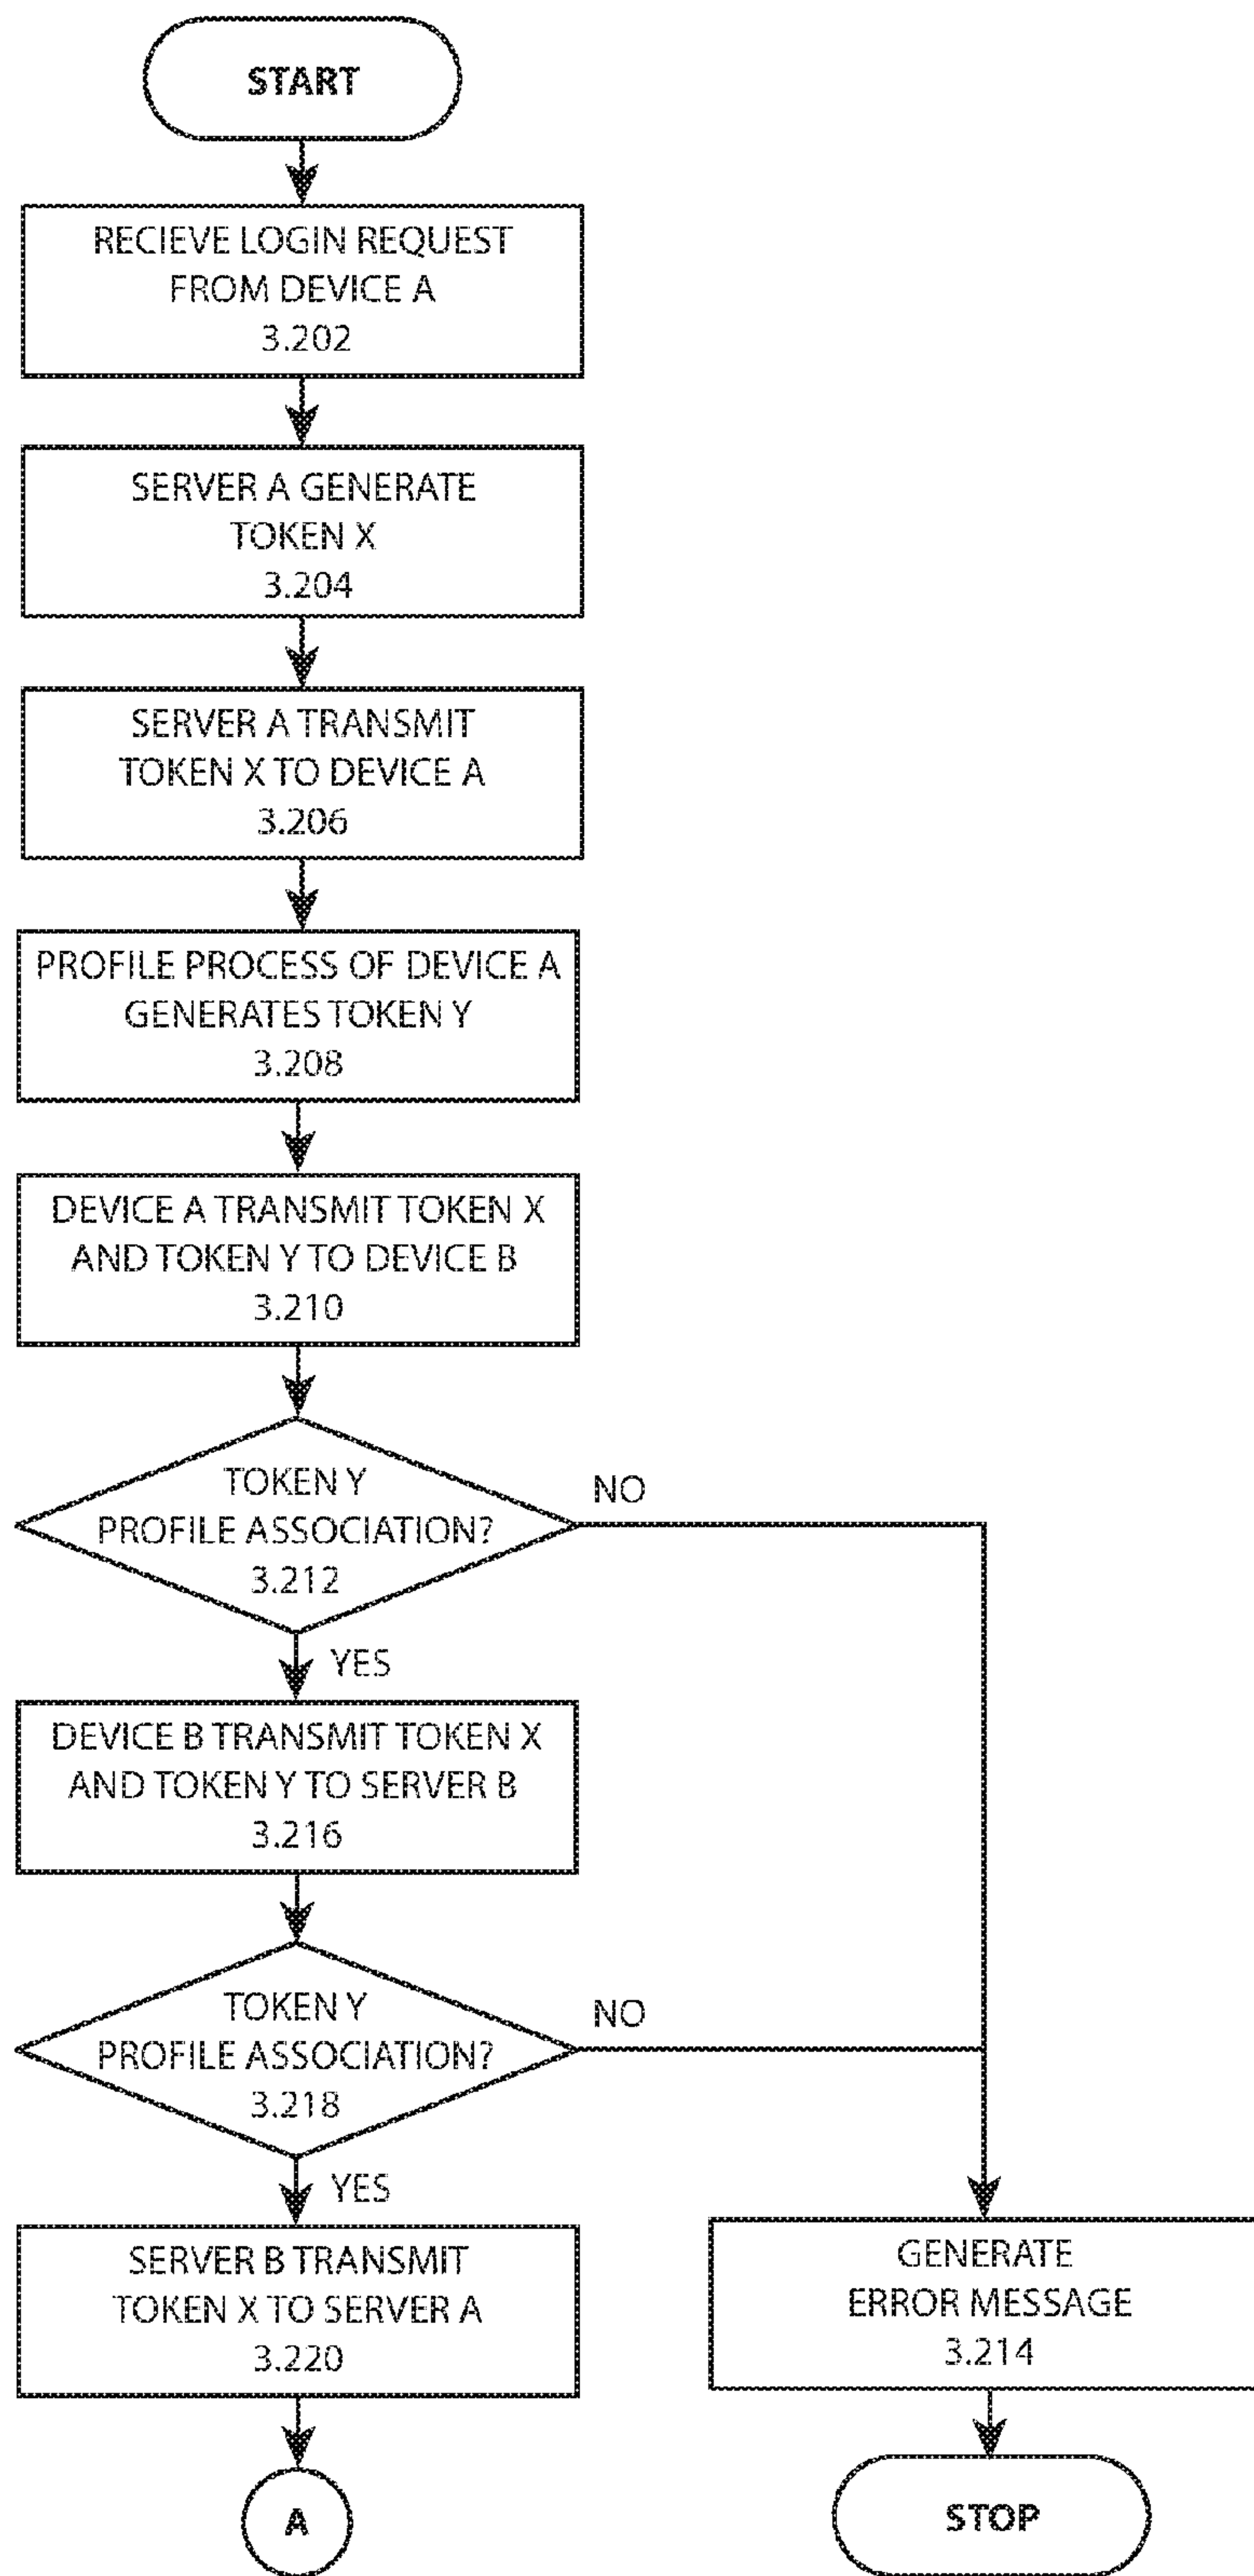 START
RECIEVE LOGIN REQUEST
FROM DEVICE A
3.202
SERVER A GENERATE
TOKEN X
3.204
SERVER A TRANSMIT
TOKEN X TO DEVICE A
3.206
PROFILE PROCESS OF DEVICE A
GENERATES TOKEN Y
3.208
DEVICE A TRANSMIT TOKEN X
AND TOKEN Y TO DEVICE B
3.210
TOKEN Y
PROFILE ASSOCIATION?
3.212
NO
YES
DEVICE B TRANSMIT TOKEN X
AND TOKEN Y TO SERVER B
3.216
TOKEN Y
PROFILE ASSOCIATION?
3.218
NO
YES
SERVER B TRANSMIT
TOKEN X TO SERVER A
3.220
GENERATE
ERROR MESSAGE
3.214
A
STOP